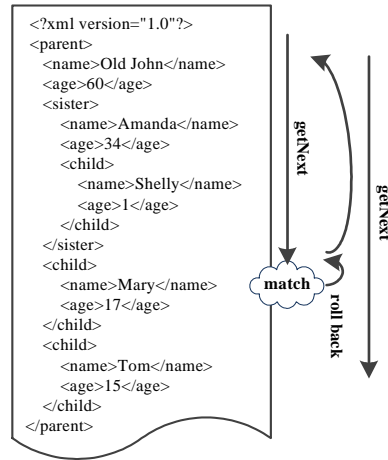 <?xml version="1.0"?>
<parent>
<name>Old John</name>
<age>60</age>
<sister>
<name>Amanda</name>
<age>34</age>
<child>
<name>Shelly</name>
<age>1</age>
</child>
</sister>
<child>
<name>Mary</name>
<age>17</age>
</child>
<child>
<name>Tom</name>
<age>15</age>
</child>
</parent>
getNext
match
roll back
getNext